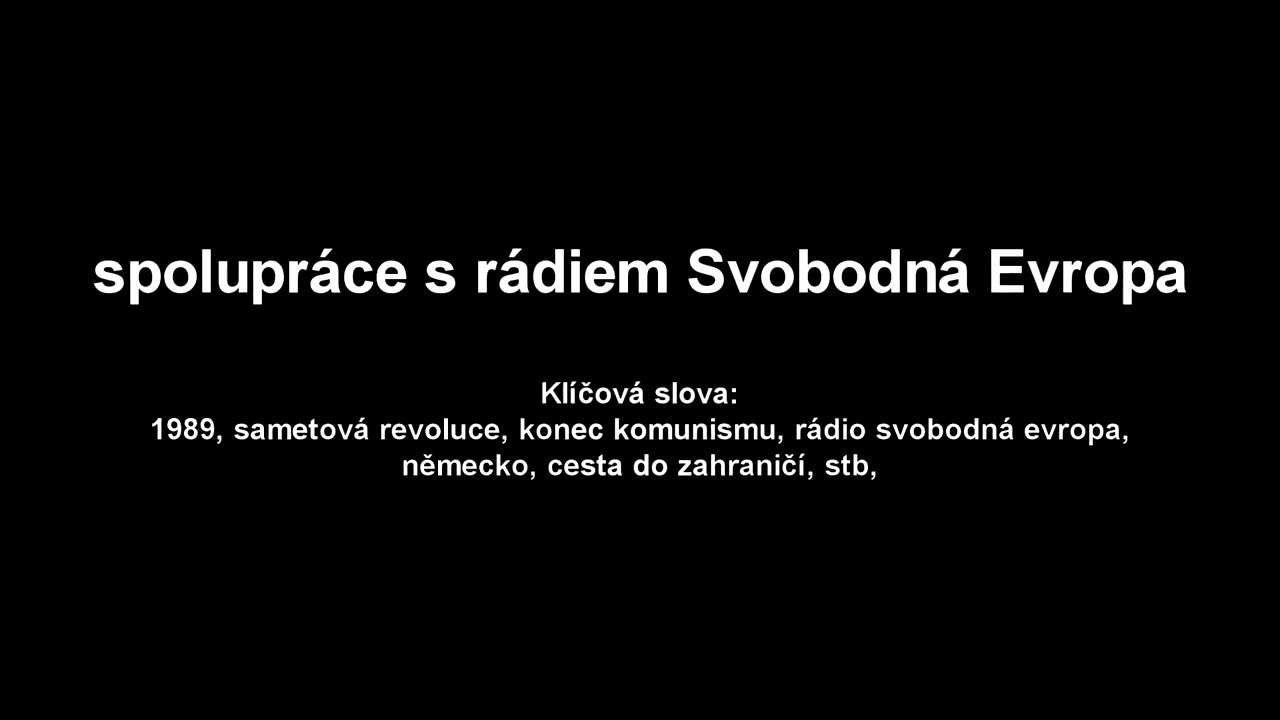 spolupráce s rádiem Svobodná Evropa
Klíčová slova:
1989, sametová revoluce, konec komunismu, rádio svobodná evropa,
německo, cesta do zahraničí, stb,